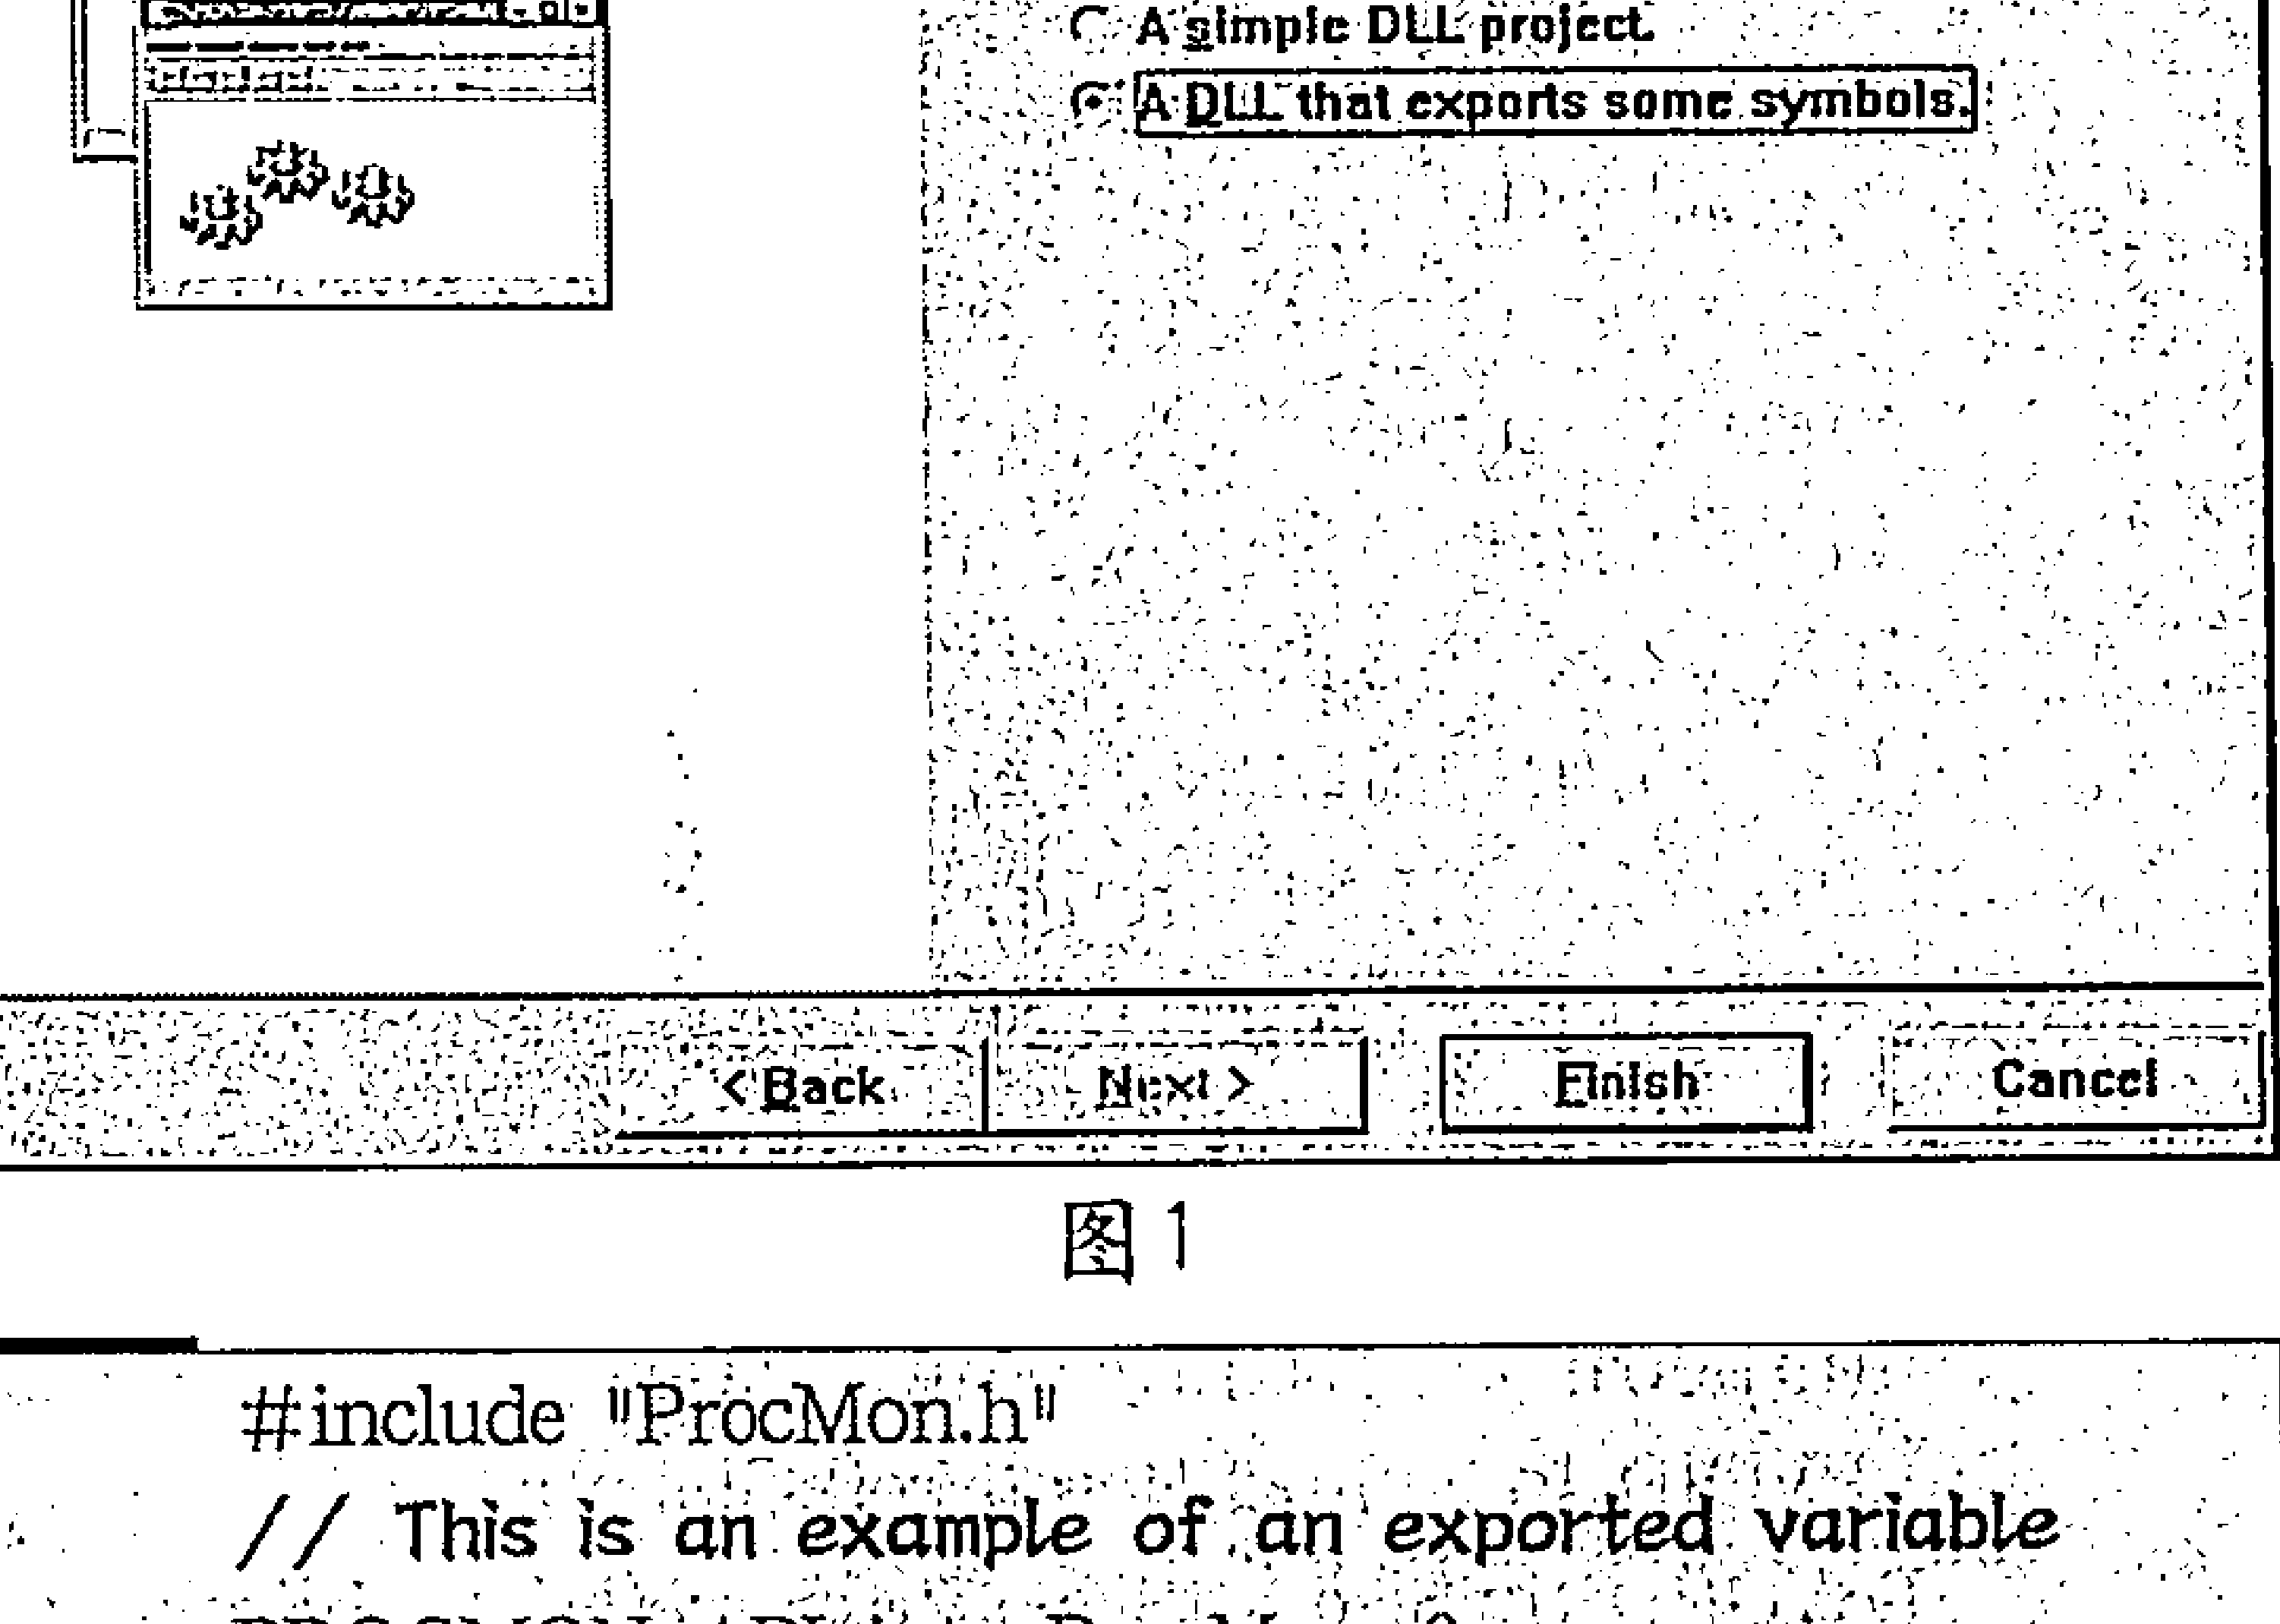 A simple DLL project.
A DLL that exports some symbols.
< Back
Next >
Finish
Cancel
图 1
#include "ProcMon.h"
// This is an example of an exported variable